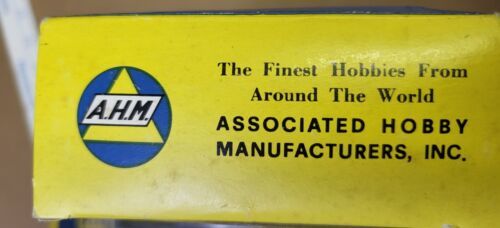 A.H.M.
The Finest Hobbies From
Around The World
ASSOCIATED HOBBY
MANUFACTURERS, INC.